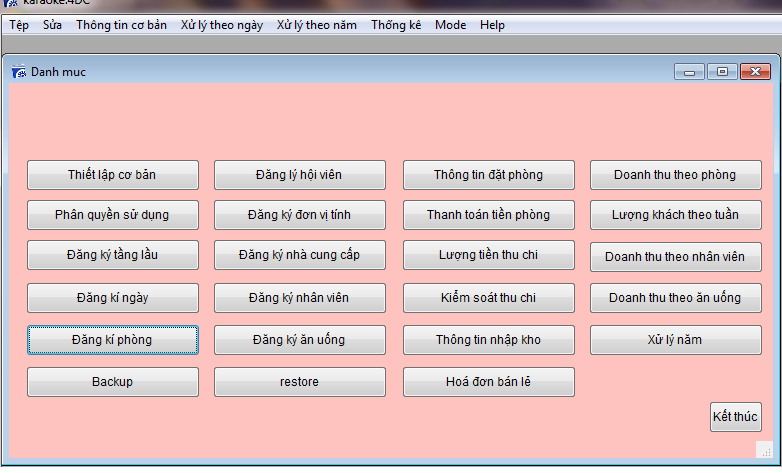 karaoke.4DC
Tệp Sửa Thông tin cơ bản Xử lý theo ngày Xử lý theo năm Thống kê Mode Help
Danh muc
Thiết lập cơ bản Đăng lý hội viên Thông tin đặt phòng Doanh thu theo phòng
Phân quyền sử dụng Đăng ký đơn vị tính Thanh toán tiền phòng Lượng khách theo tuần
Đăng ký tầng lầu Đăng ký nhà cung cấp Lượng tiền thu chi Doanh thu theo nhân viên
Đăng kí ngày Đăng ký nhân viên Kiểm soát thu chi Doanh thu theo ăn uống
Đăng kí phòng Đăng ký ăn uống Thông tin nhập kho Xử lý năm
Backup restore Hoá đơn bán lẻ
Kết thúc